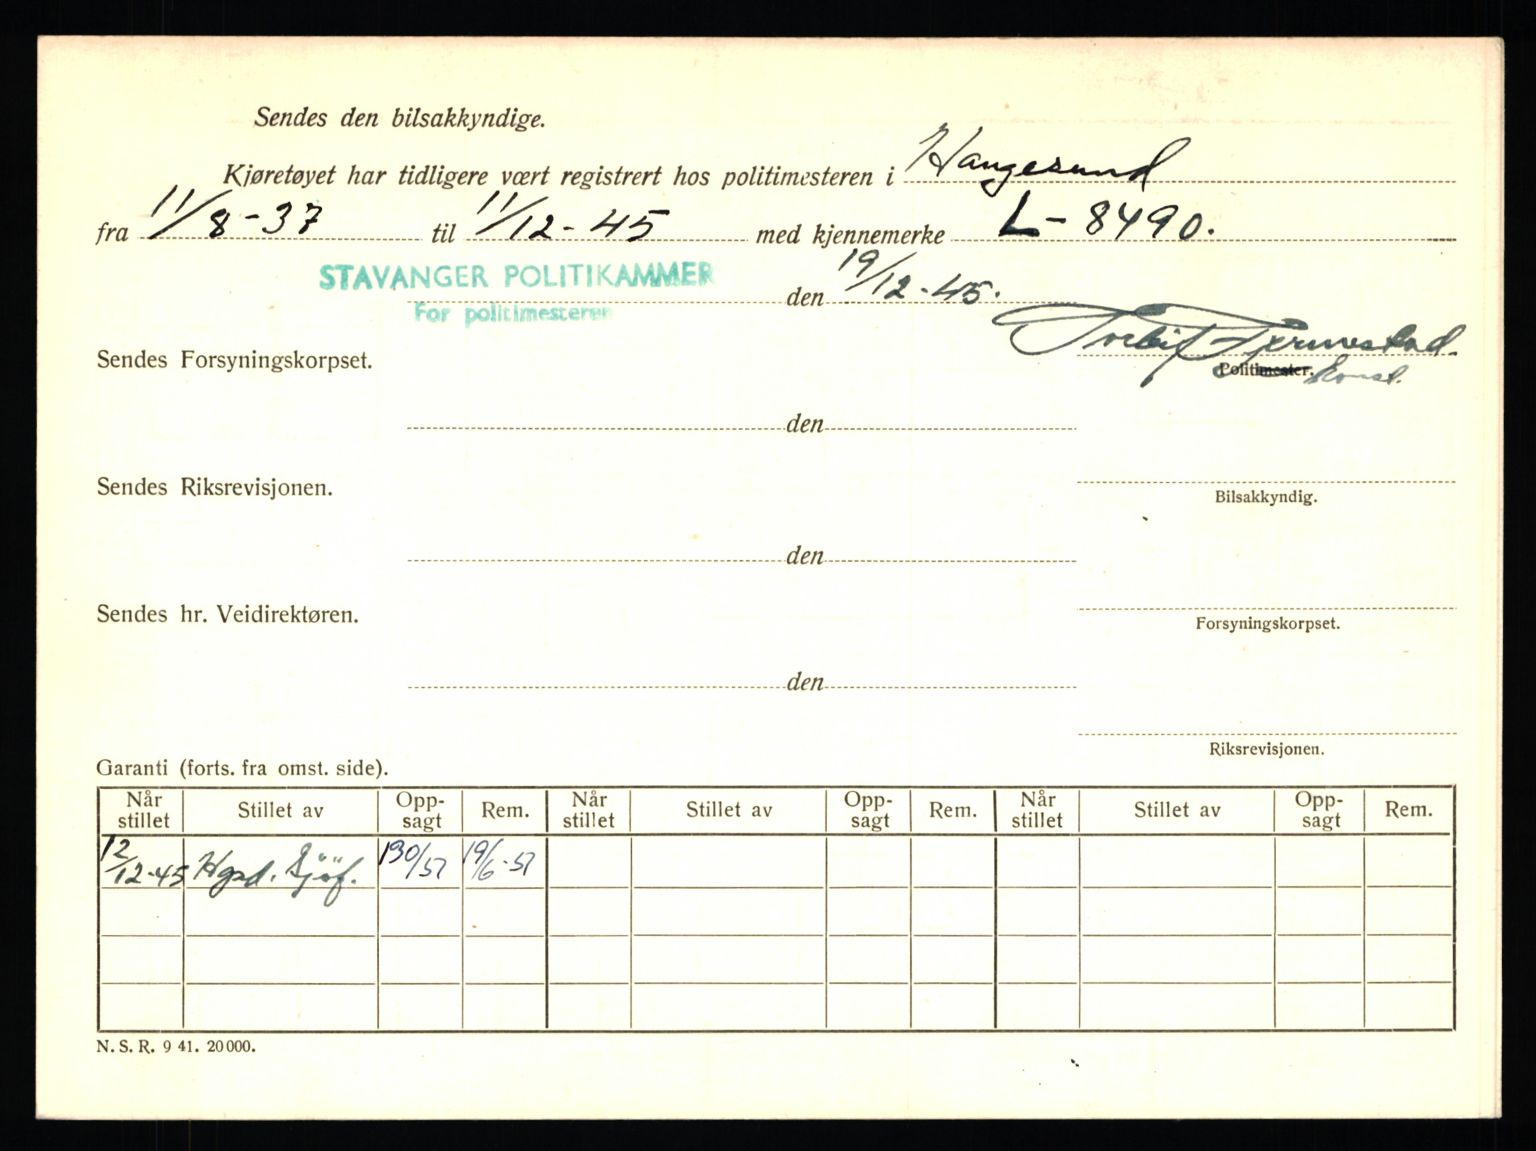 Sendes den bilsakkyndige.
Kjøretøyet har tidligere vært registrert hos politimesteren i Haugesund
fra 11/8-37 til 11/12-45 med kjennemerke L-8490.
STAVANGER POLITIKAMMER den 19/12-45.
For politimesteren
Sendes Forsyningskorpset.
Politimester. konst.
den
Sendes Riksrevisjonen.
Bilsakkyndig.
den
Sendes hr. Veidirektøren.
Forsyningskorpset.
den
Riksrevisjonen.
Garanti (forts. fra omst. side).
Når stillet Stillet av Opp-sagt Rem. Når stillet Stillet av Opp-sagt Rem. Når stillet Stillet av Opp-sagt Rem.
12/12-45 Hgsd. Sjøf. 19/6-51
N. S. R. 9 41. 20000.